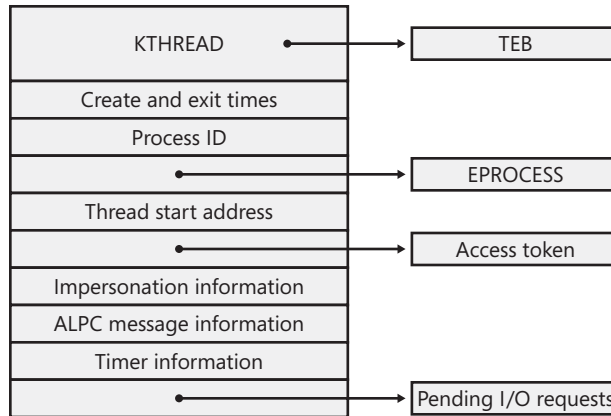 KTHREAD
TEB
Create and exit times
Process ID
EPROCESS
Thread start address
Access token
Impersonation information
ALPC message information
Timer information
Pending I/O requests